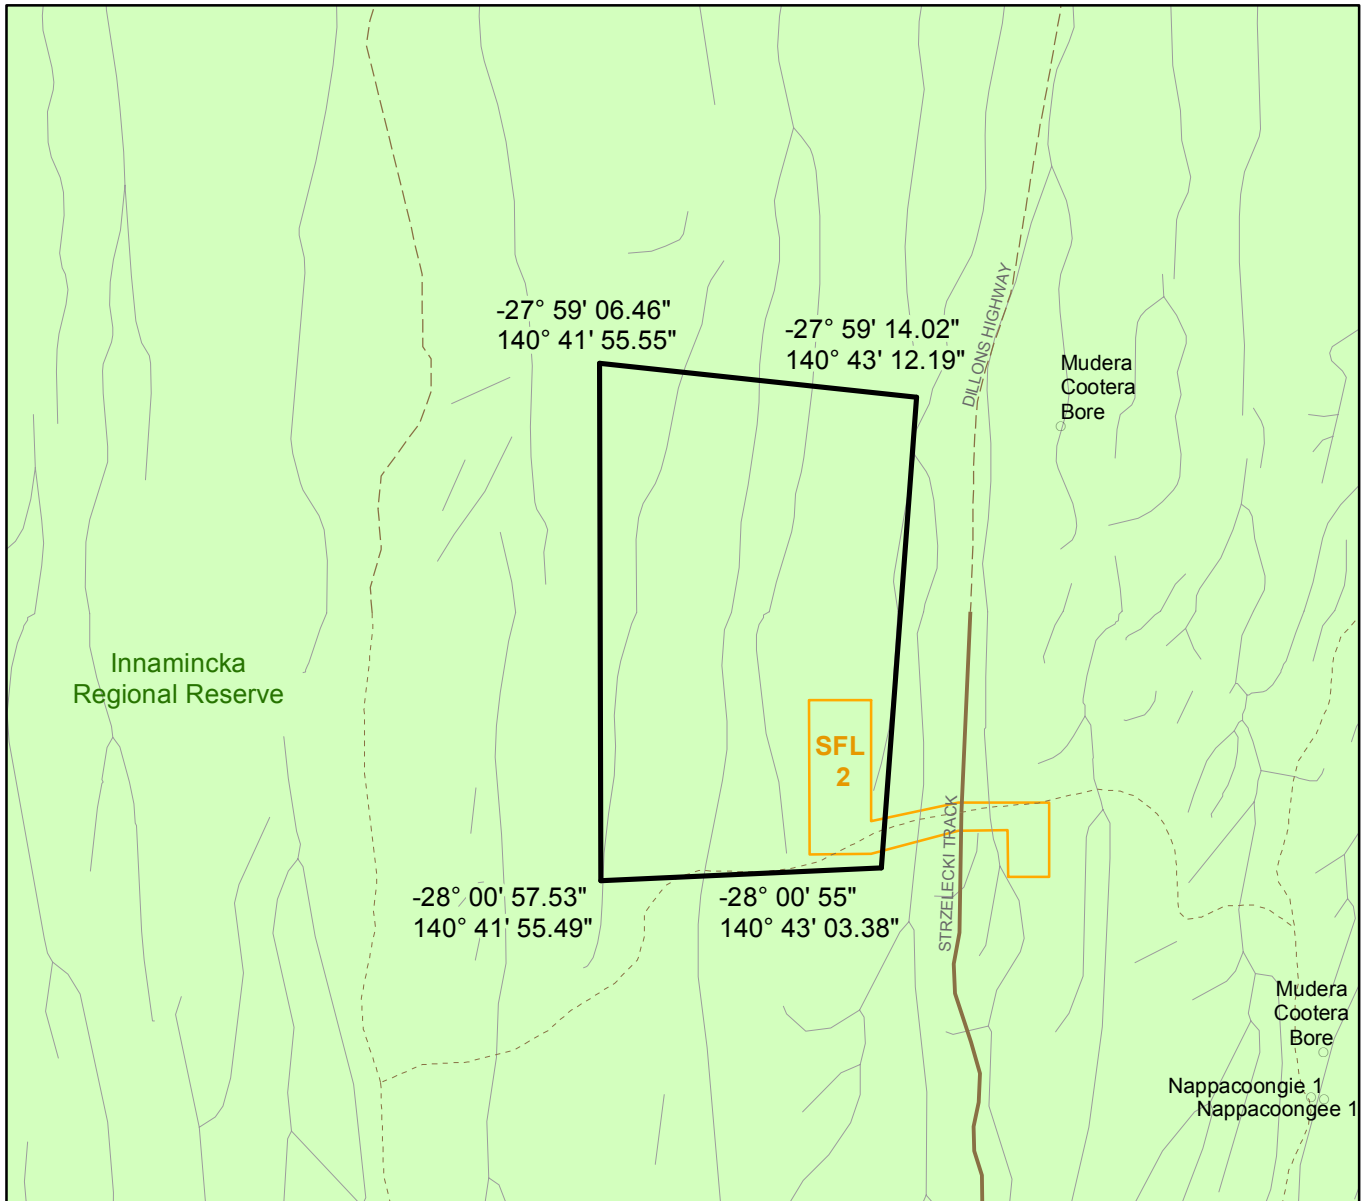 -27° 59' 06.46"
140° 41' 55.55"
-27° 59' 14.02"
140° 43' 12.19"
DILLONS HIGHWAY
Mudera
Cootera
Bore
Innamincka
Regional Reserve
SFL
2
STRZELECKI TRACK
-28° 00' 57.53"
140° 41' 55.49"
-28° 00' 55"
140° 43' 03.38"
Mudera
Cootera
Bore
Nappacoongie 1
Nappacoongee 1